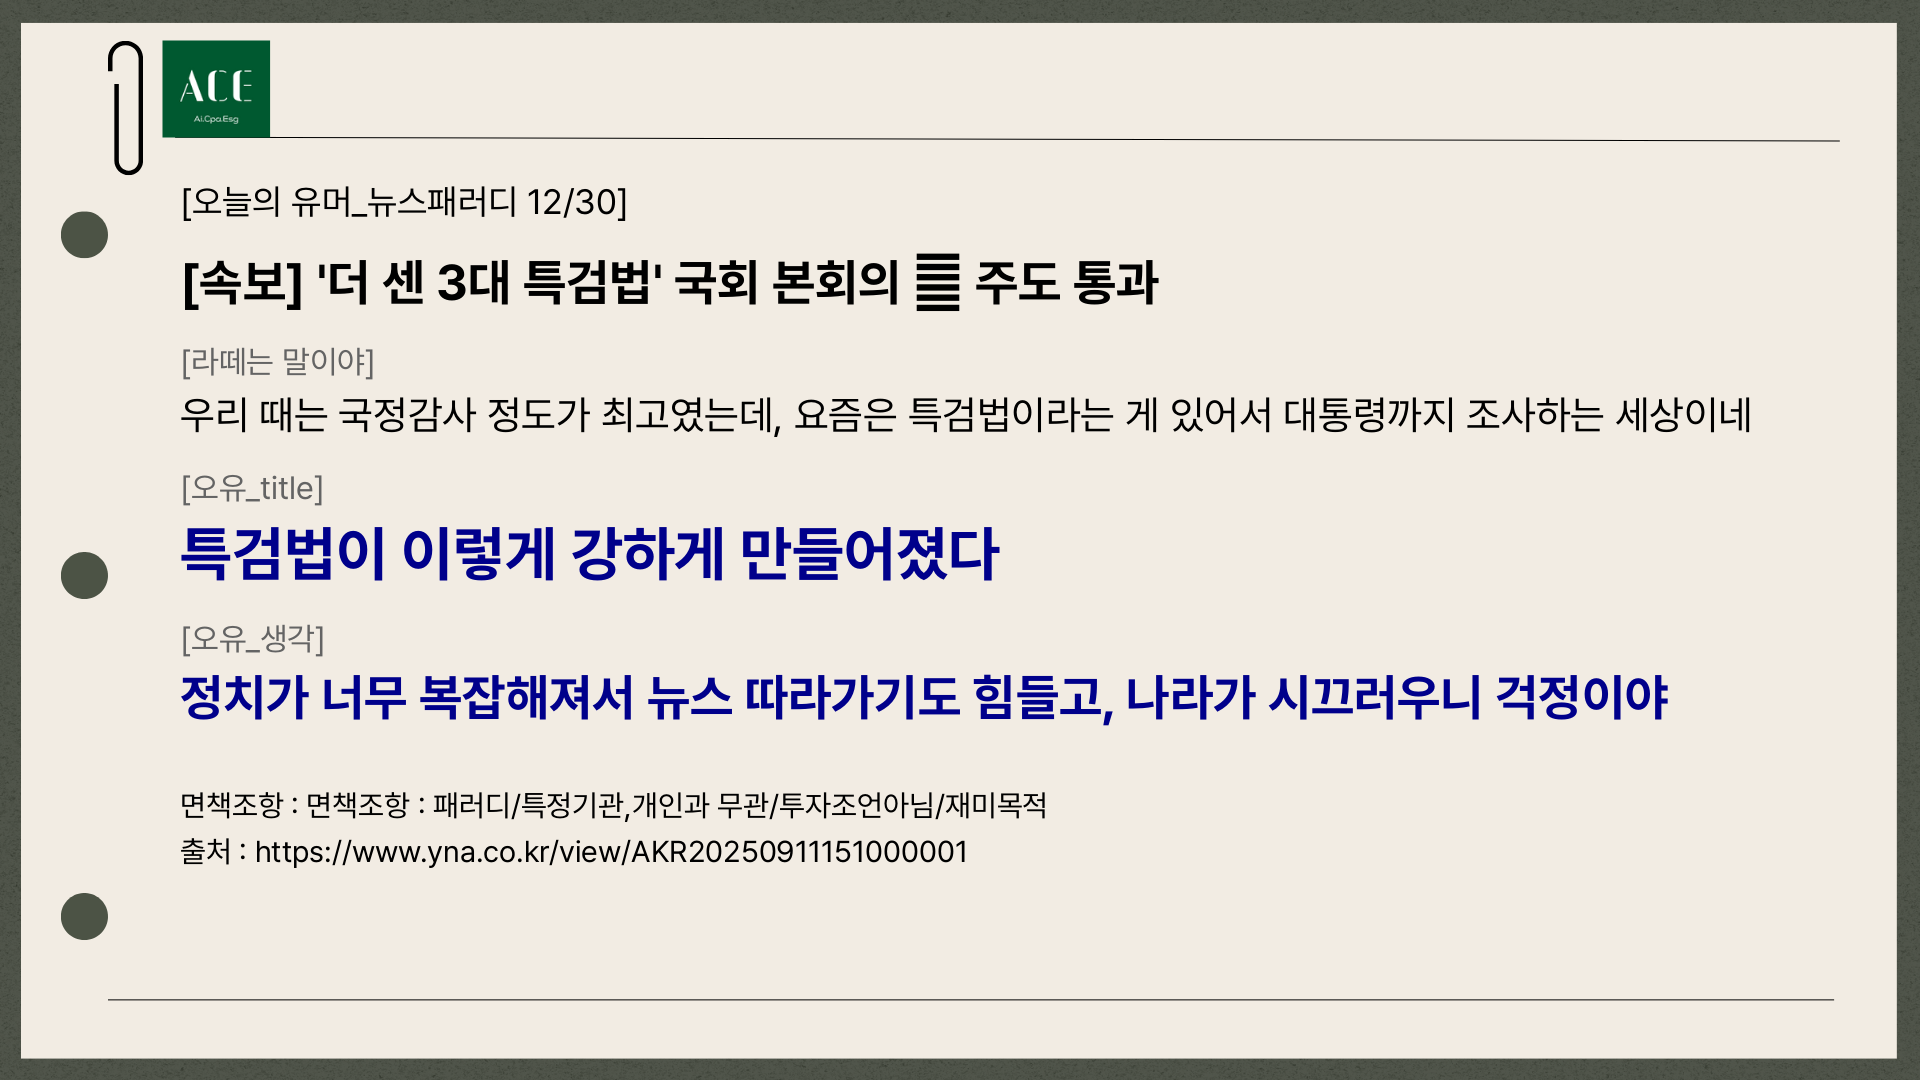 ACE
Ai.Cpa.Esg
[오늘의 유머_뉴스패러디 12/30]
[속보] '더 센 3대 특검법' 국회 본회의 ䷀ 주도 통과
[라떼는 말이야]
우리 때는 국정감사 정도가 최고였는데, 요즘은 특검법이라는 게 있어서 대통령까지 조사하는 세상이네
[오유_title]
특검법이 이렇게 강하게 만들어졌다
[오유_생각]
정치가 너무 복잡해져서 뉴스 따라가기도 힘들고, 나라가 시끄러우니 걱정이야
면책조항 : 면책조항 : 패러디/특정기관,개인과 무관/투자조언아님/재미목적
출처 : https://www.yna.co.kr/view/AKR20250911151000001